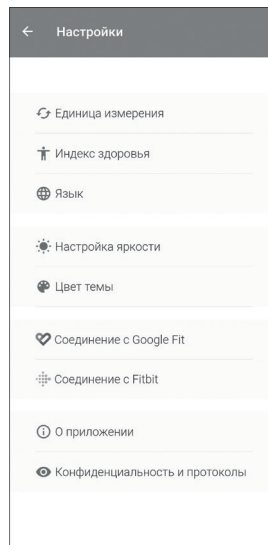 Настройки
Единица измерения
Индекс здоровья
Язык
Настройка яркости
Цвет темы
Соединение с Google Fit
Соединение с Fitbit
О приложении
Конфиденциальность и протоколы